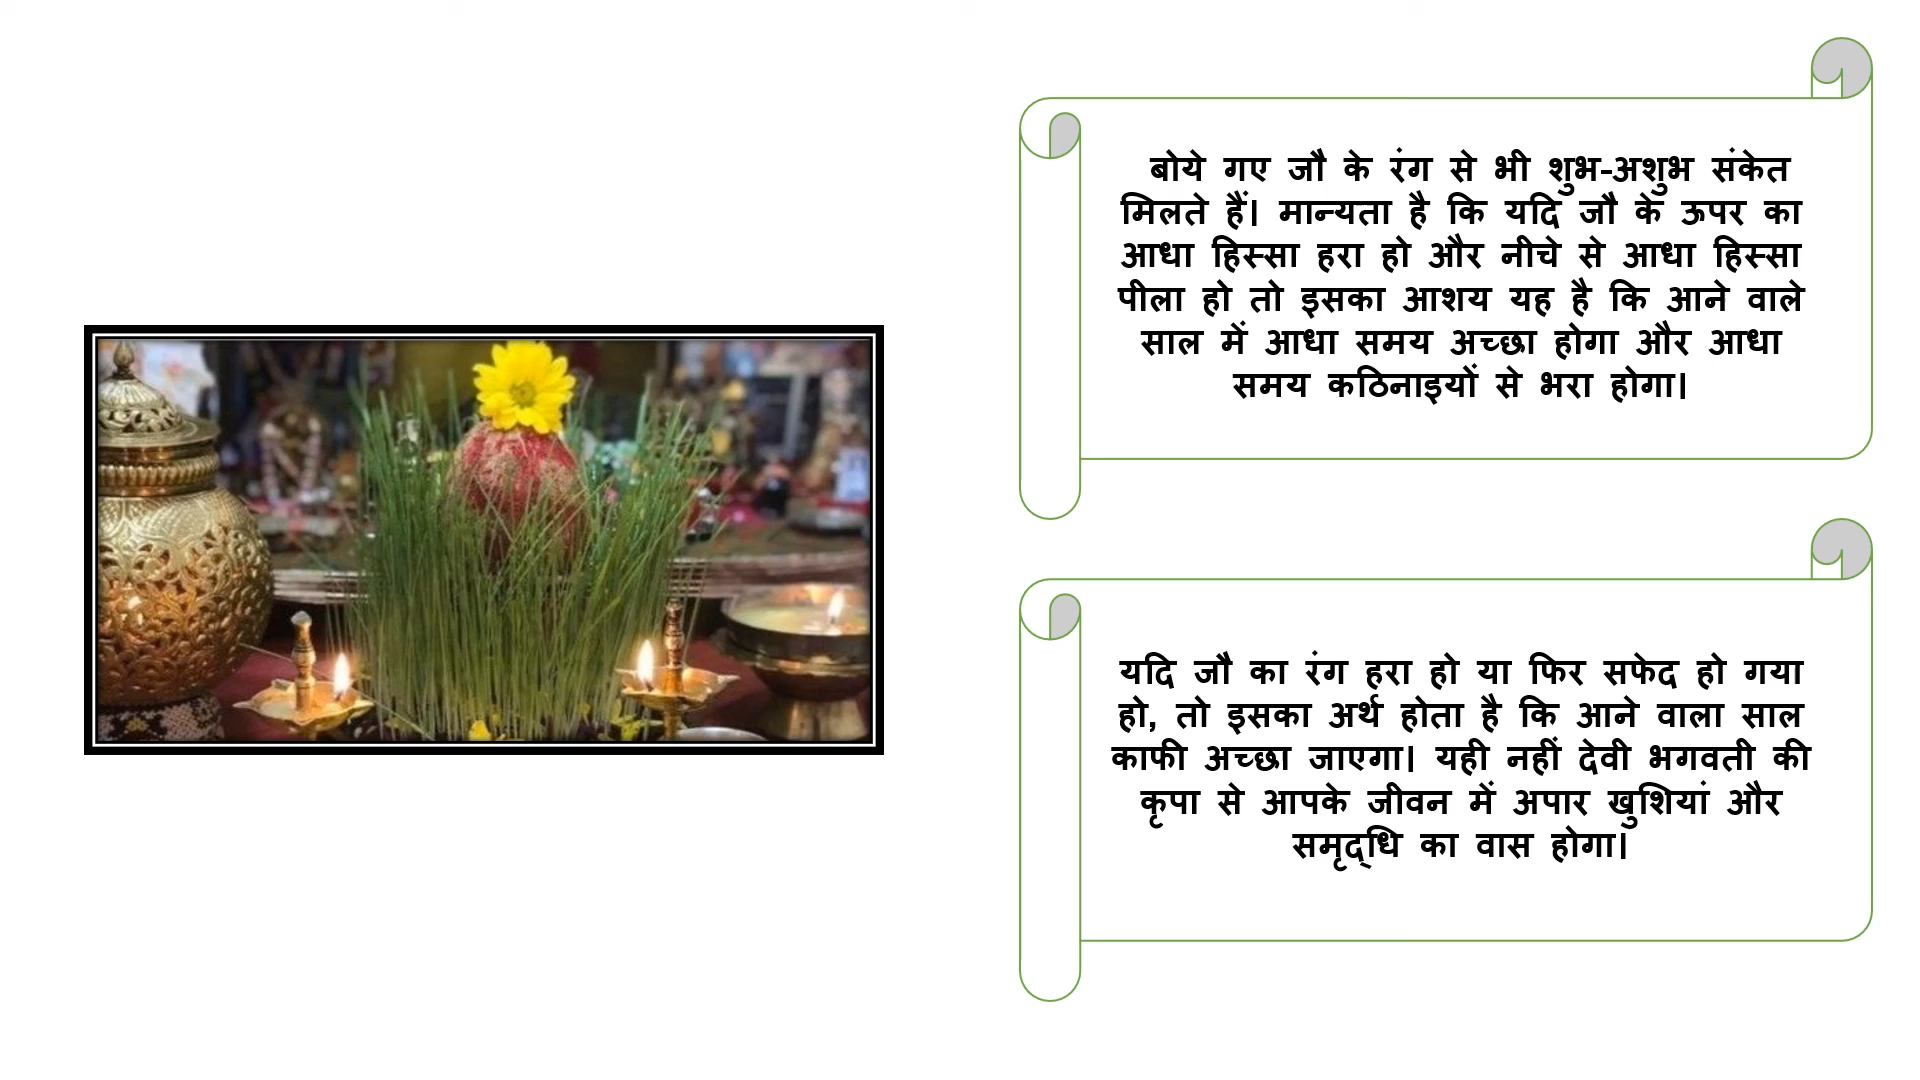 बोये गए जौ के रंग से भी शुभ-अशुभ संकेत
मिलते हैं। मान्यता है कि यदि जौ के ऊपर का
आधा हिस्सा हरा हो और नीचे से आधा हिस्सा
पीला हो तो इसका आशय यह है कि आने वाले
साल में आधा समय अच्छा होगा और आधा
समय कठिनाइयों से भरा होगा।
यदि जौ का रंग हरा हो या फिर सफेद हो गया
हो, तो इसका अर्थ होता है कि आने वाला साल
काफी अच्छा जाएगा। यही नहीं देवी भगवती की
कृपा से आपके जीवन में अपार खुशियां और
समृद्धि का वास होगा।